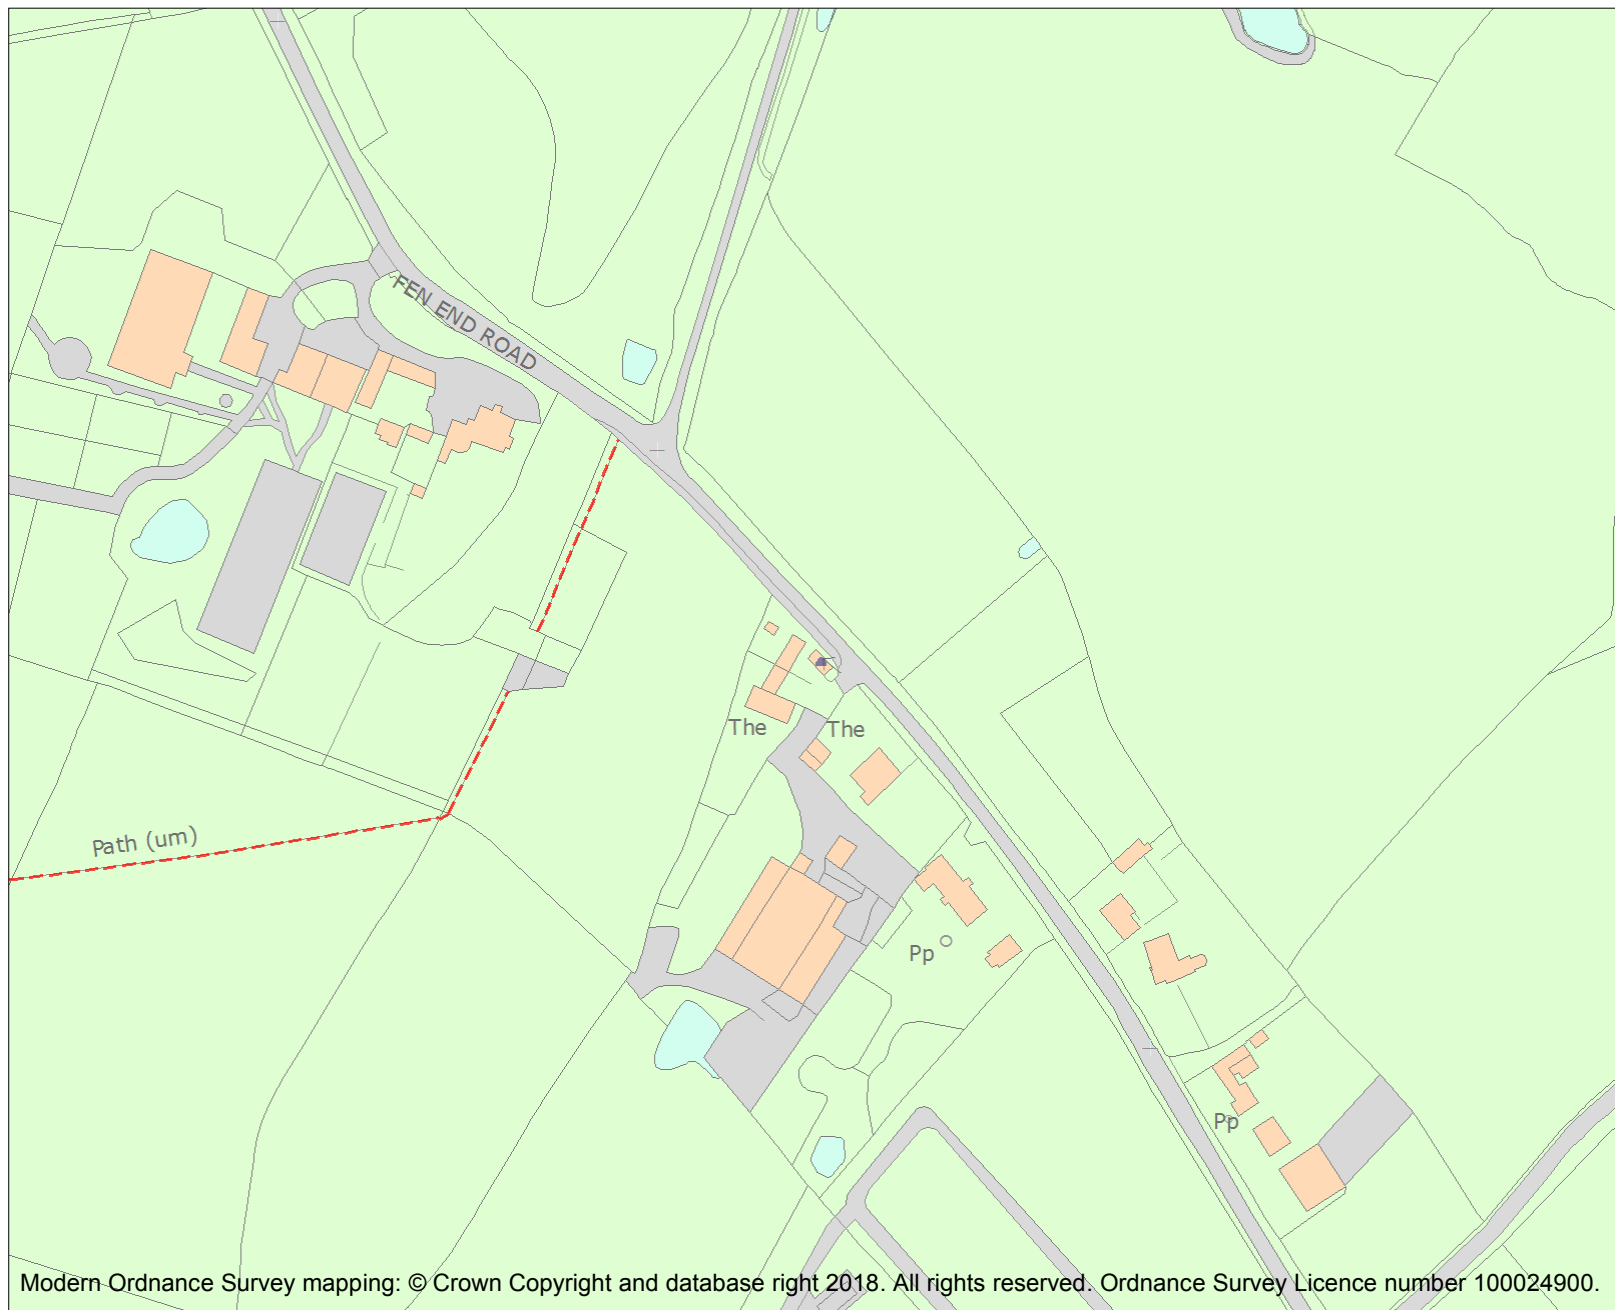 FEN END ROAD
The
The
Path (um)
Pp
Pp
Modern Ordnance Survey mapping: © Crown Copyright and database right 2018. All rights reserved. Ordnance Survey Licence number 100024900.